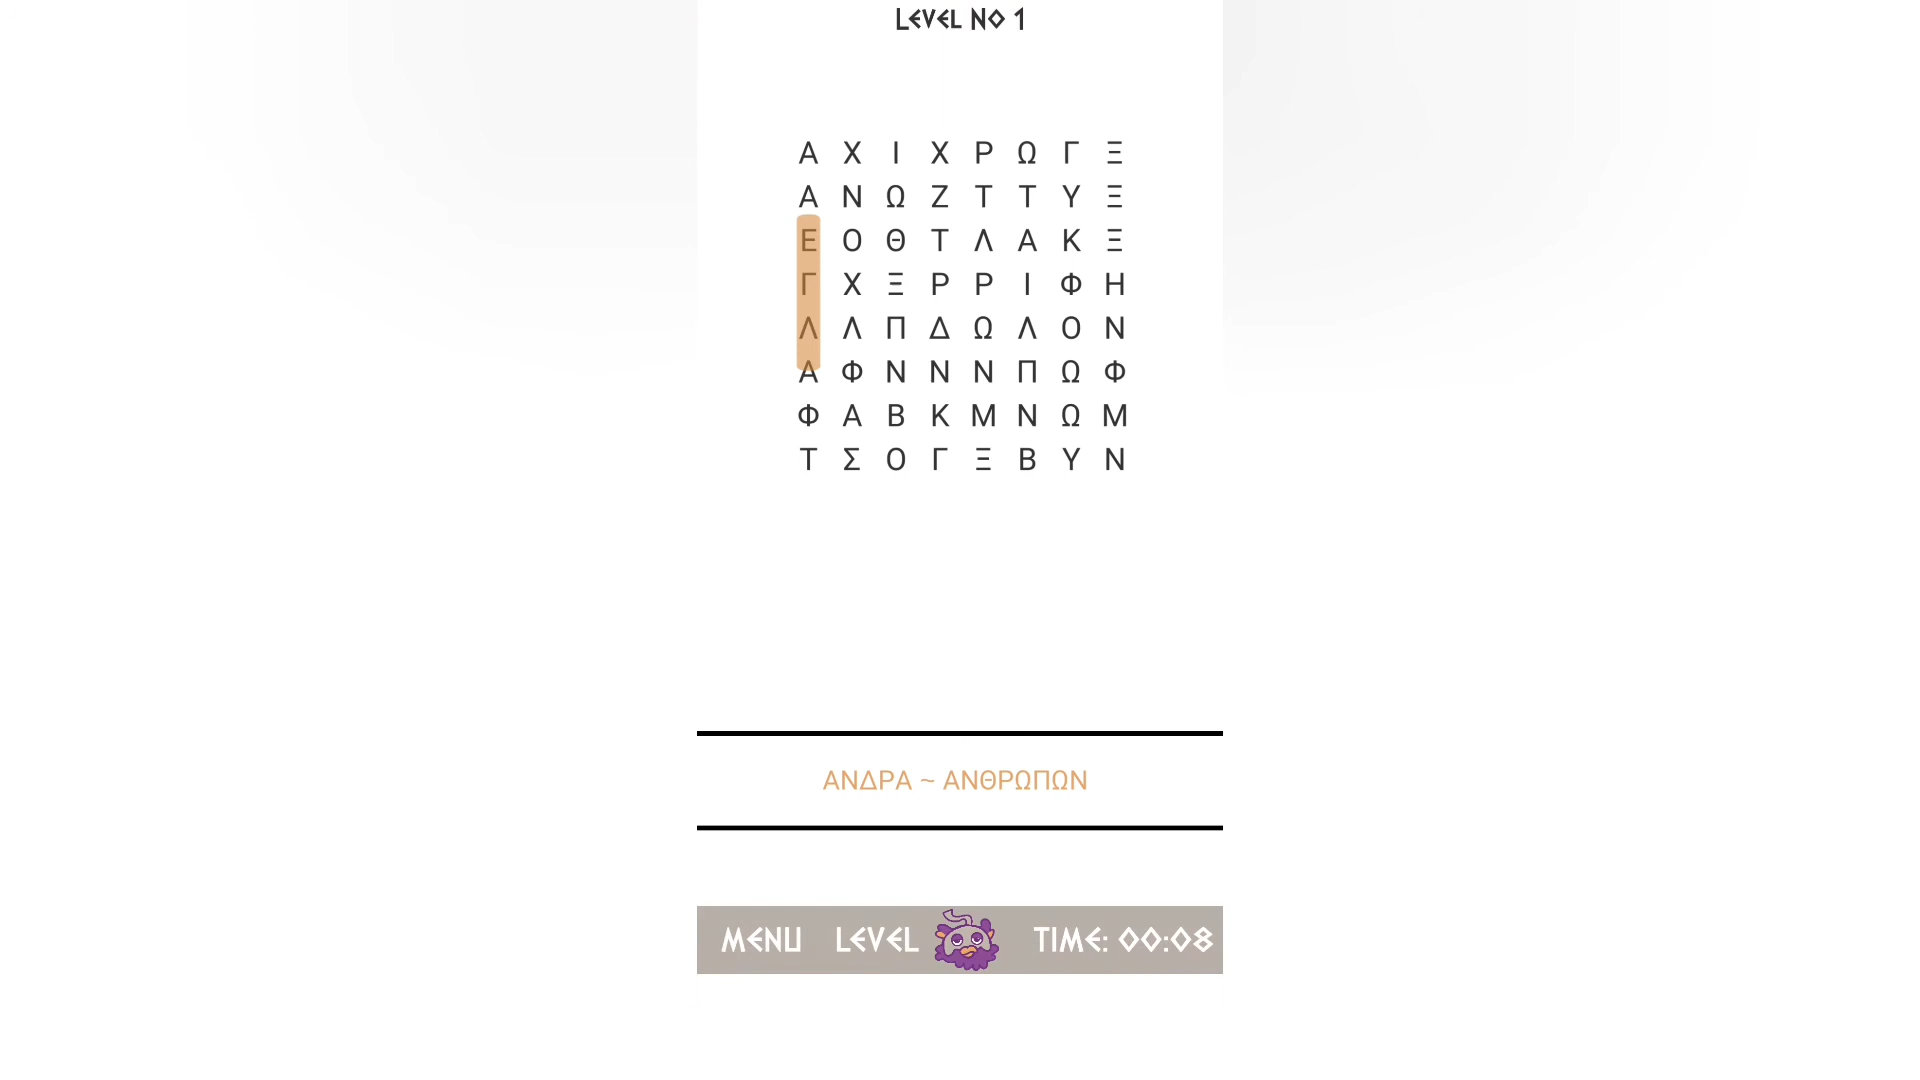 LEVEL NO 1
Α Χ Ι Χ Ρ Ω Γ Ξ
Α Ν Ω Ζ Τ Τ Υ Ξ
Ε Ο Θ Τ Λ Α Κ Ξ
Γ Χ Ξ Ρ Ρ Ι Φ Η
Λ Λ Π Δ Ω Λ Ο Ν
Α Φ Ν Ν Ν Π Ω Φ
Φ Α Β Κ Μ Ν Ω Μ
Τ Σ Ο Γ Ξ Β Υ Ν
ΑΝΔΡΑ ~ ΑΝΘΡΩΠΩΝ
MENU LEVEL TIME: 00:08